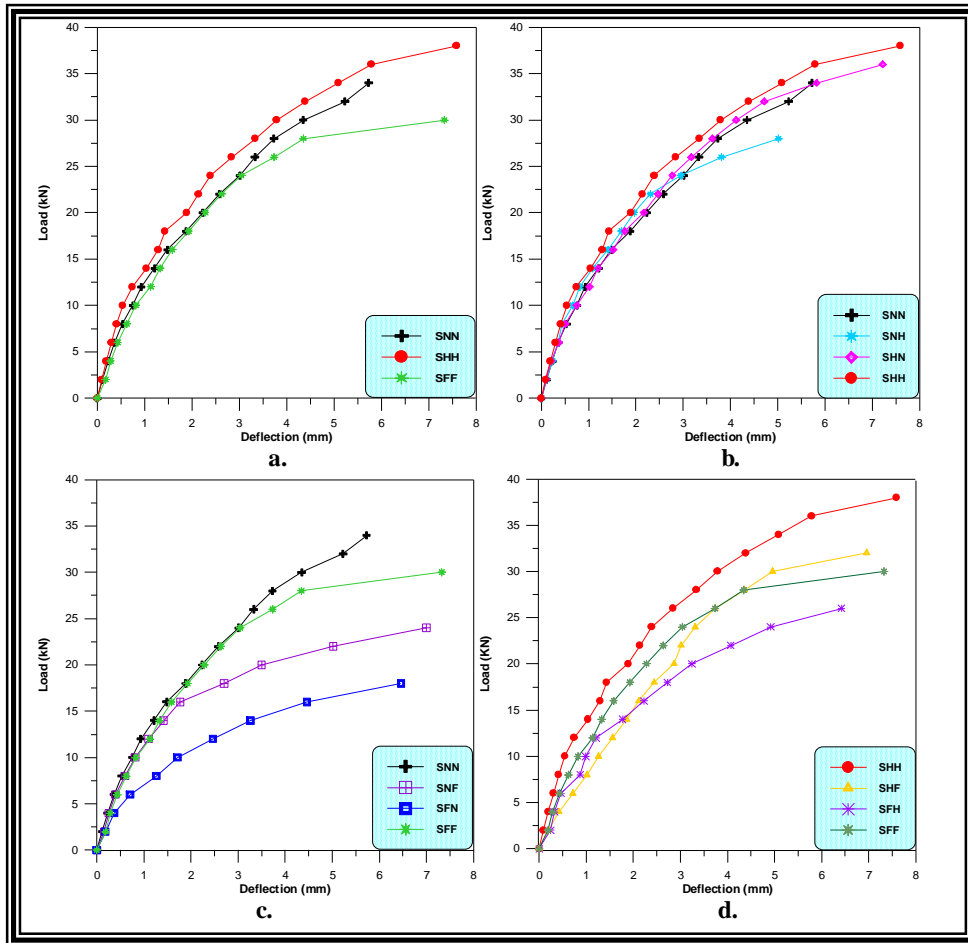 40
35
30
25
20
15
10
5
0
Load (kN)
0 1 2 3 4 5 6 7 8
Deflection (mm)
SNN
SHH
SFF
a.
40
35
30
25
20
15
10
5
0
Load (kN)
0 1 2 3 4 5 6 7 8
Deflection (mm)
SNN
SNH
SHN
SHH
b.
40
35
30
25
20
15
10
5
0
Load (kN)
0 1 2 3 4 5 6 7 8
Deflection (mm)
SNN
SNF
SFN
SFF
c.
40
35
30
25
20
15
10
5
0
Load (KN)
0 1 2 3 4 5 6 7 8
Deflection (mm)
SHH
SHF
SFH
SFF
d.